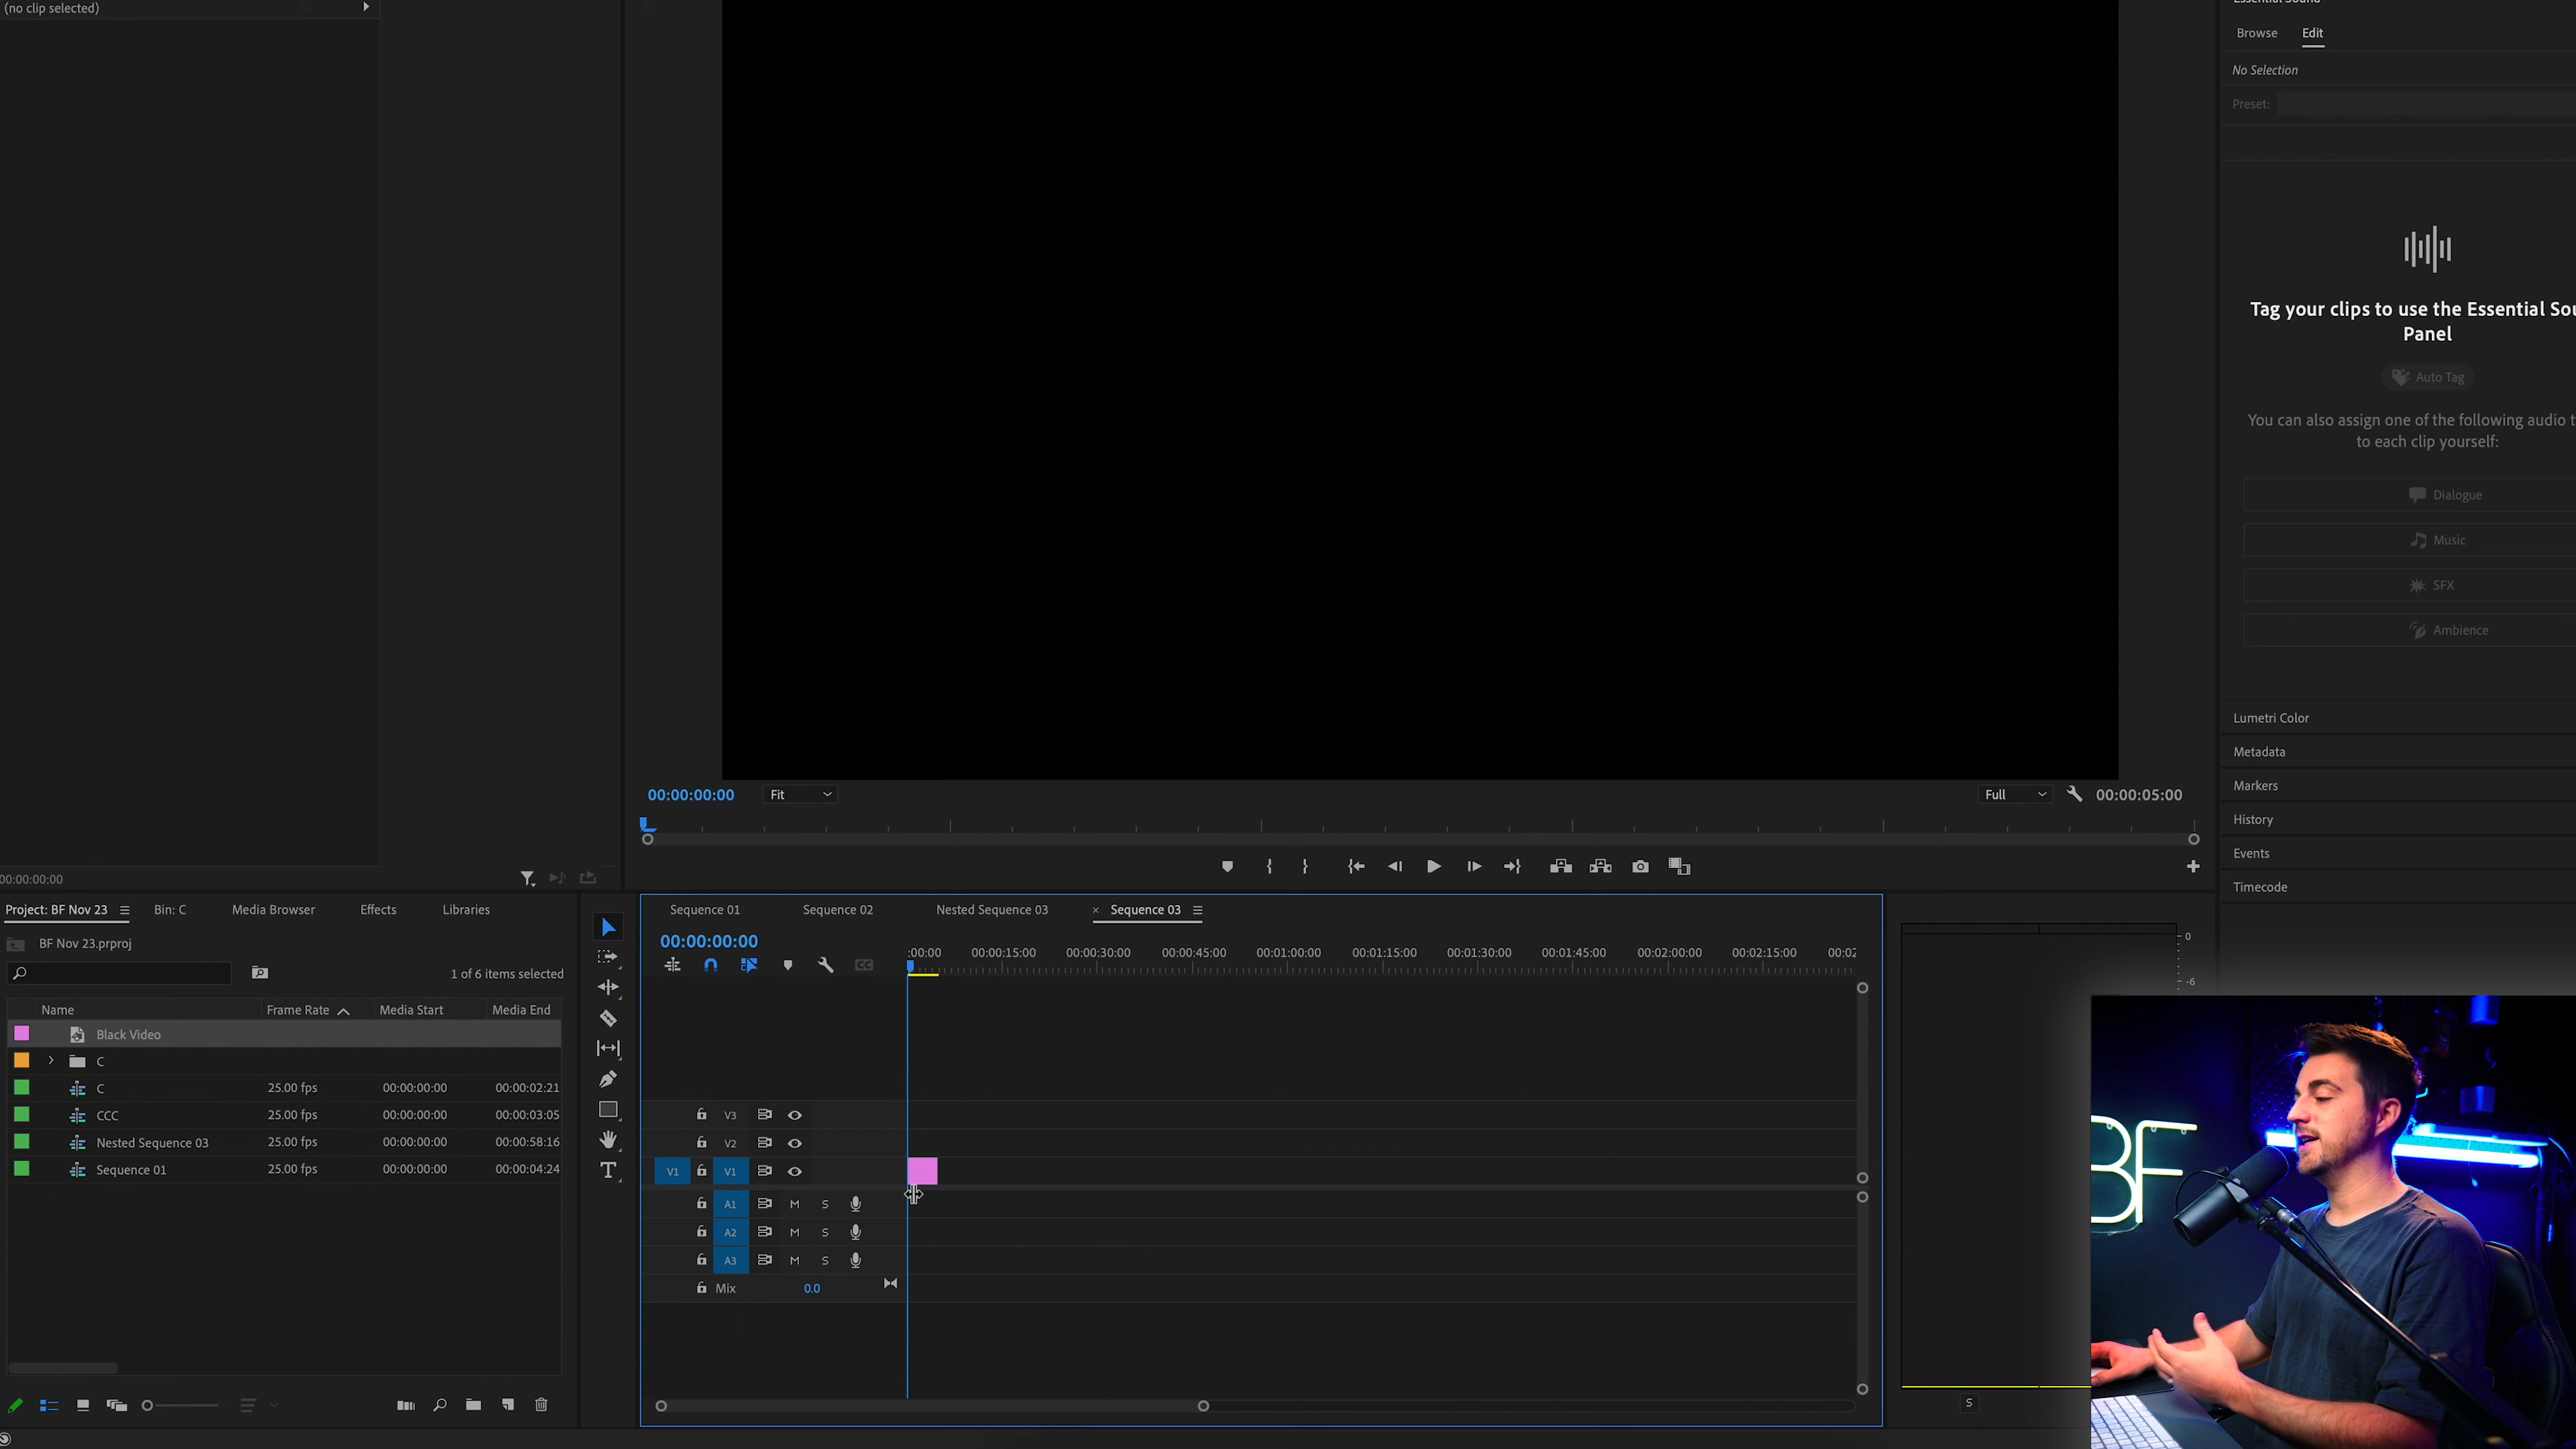 (no clip selected)
Browse Edit
No Selection
Preset:
Tag your clips to use the Essential Sou
Panel
Auto Tag
You can also assign one of the following audio t
to each clip yourself:
Dialogue
Music
SFX
Ambience
Lumetri Color
Metadata
Markers
History
Events
Timecode
00:00:00:00 Fit Full 00:00:05:00
00:00:00:00
Project: BF Nov 23 Bin: C Media Browser Effects Libraries
BF Nov 23.prproj
1 of 6 items selected
Name Frame Rate Media Start Media End
Black Video
C
C 25.00 fps 00:00:00:00 00:00:02:21
CCC 25.00 fps 00:00:00:00 00:00:03:05
Nested Sequence 03 25.00 fps 00:00:00:00 00:00:58:16
Sequence 01 25.00 fps 00:00:00:00 00:00:04:24
Sequence 01 Sequence 02 Nested Sequence 03 × Sequence 03
00:00:00:00
:00:00 00:00:15:00 00:00:30:00 00:00:45:00 00:01:00:00 00:01:15:00 00:01:30:00 00:01:45:00 00:02:00:00 00:02:15:00 00:02:
CC
V3
V2
V1 V1
A1 M S
A2 M S
A3 M S
Mix 0.0
0
-6
S
BF